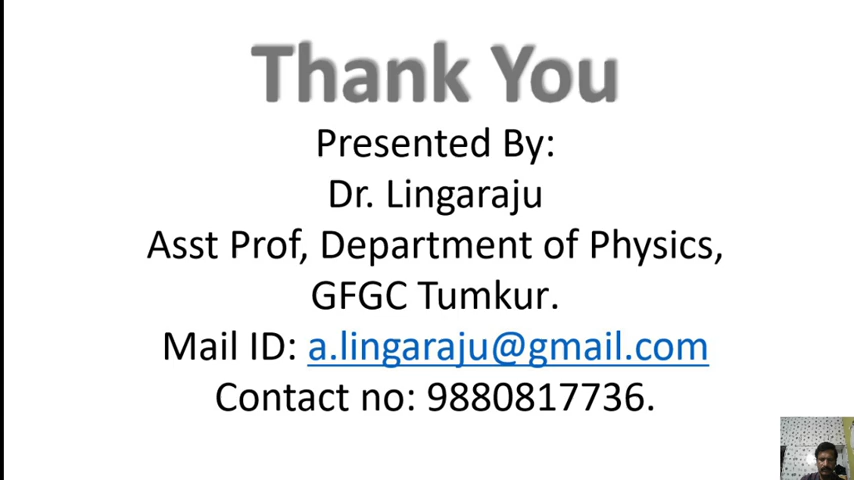 Thank You
Presented By:
Dr. Lingaraju
Asst Prof, Department of Physics,
GFGC Tumkur.
Mail ID: a.lingaraju@gmail.com
Contact no: 9880817736.